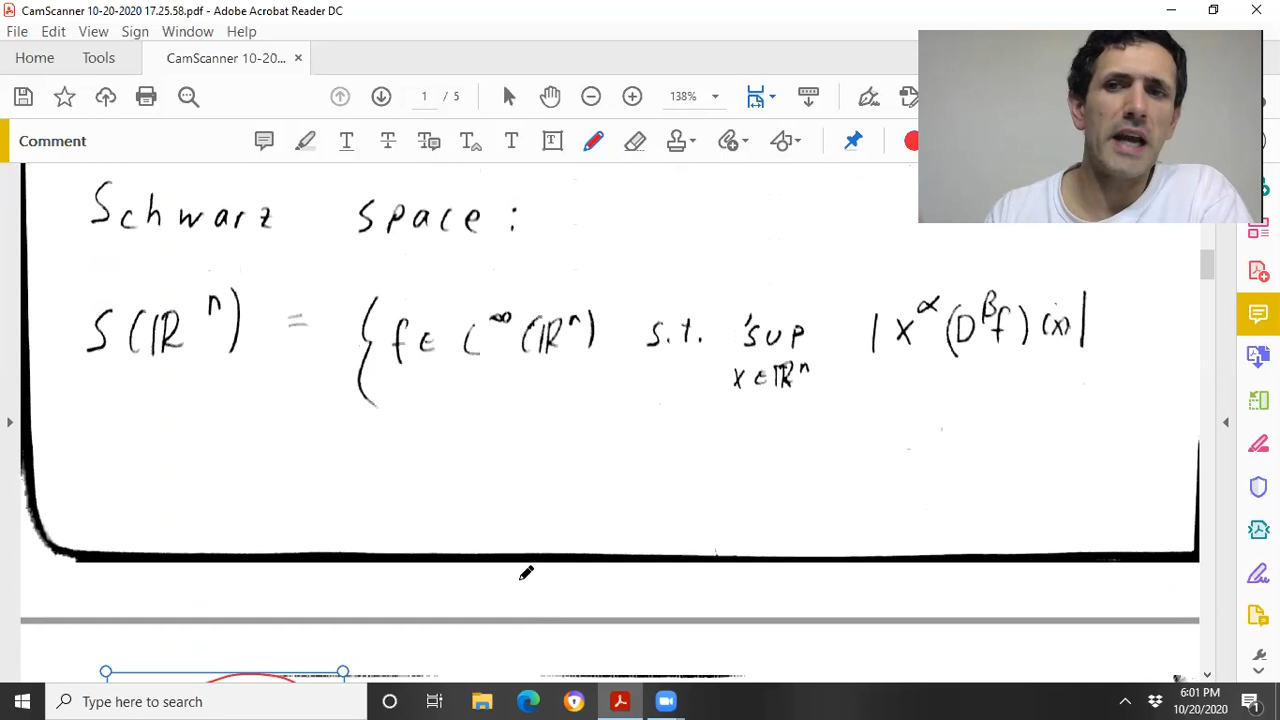 CamScanner 10-20-2020 17.25.58.pdf - Adobe Acrobat Reader DC
File Edit View Sign Window Help
Home Tools CamScanner 10-20... ×
1 / 5 138%
Comment
Schwarz space :
S(ℝⁿ) = { f ∈ C^∞(ℝⁿ) s.t. sup |x^α (D^β f)(x)|
x ∈ ℝⁿ
Type here to search
6:01 PM
10/20/2020
1